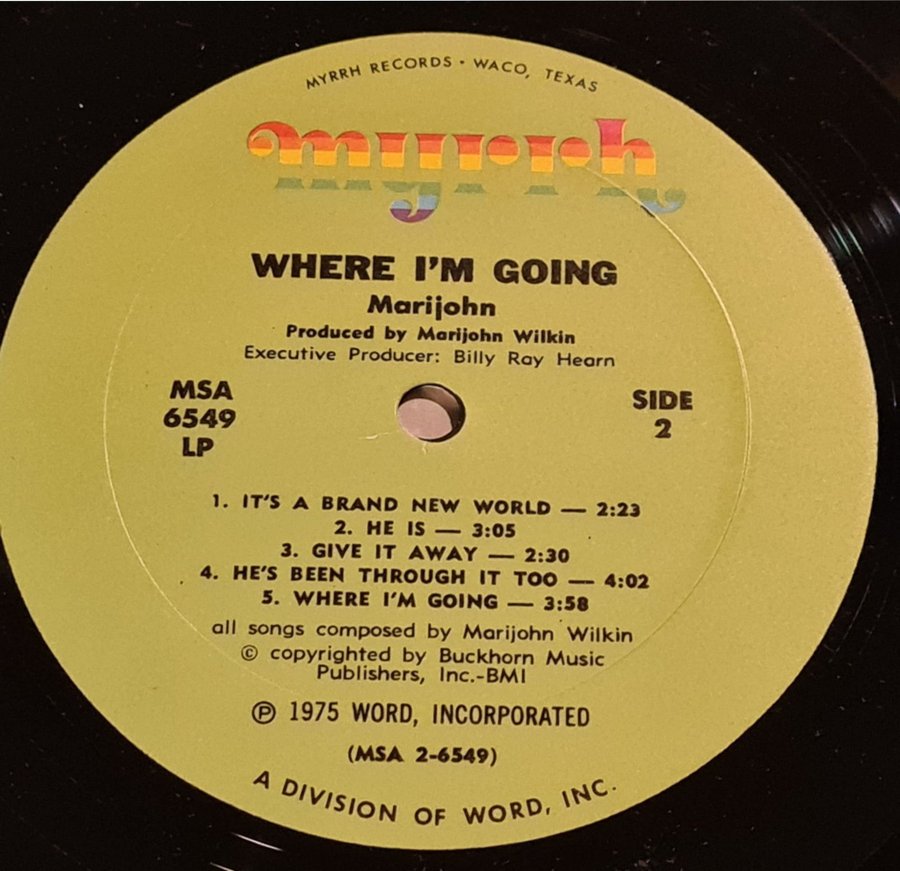 MYRRH RECORDS • WACO, TEXAS
myrrh
WHERE I'M GOING
Marijohn
Produced by Marijohn Wilkin
Executive Producer: Billy Ray Hearn
MSA
6549
LP
SIDE
2
1. IT'S A BRAND NEW WORLD — 2:23
2. HE IS — 3:05
3. GIVE IT AWAY — 2:30
4. HE'S BEEN THROUGH IT TOO — 4:02
5. WHERE I'M GOING — 3:58
all songs composed by Marijohn Wilkin
© copyrighted by Buckhorn Music
Publishers, Inc.-BMI
℗ 1975 WORD, INCORPORATED
(MSA 2-6549)
A DIVISION OF WORD, INC.